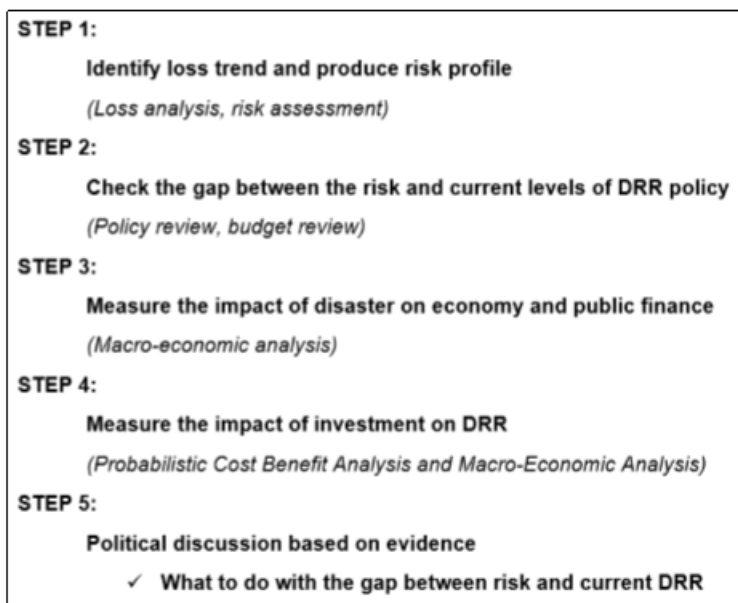 STEP 1:
Identify loss trend and produce risk profile
(Loss analysis, risk assessment)
STEP 2:
Check the gap between the risk and current levels of DRR policy
(Policy review, budget review)
STEP 3:
Measure the impact of disaster on economy and public finance
(Macro-economic analysis)
STEP 4:
Measure the impact of investment on DRR
(Probabilistic Cost Benefit Analysis and Macro-Economic Analysis)
STEP 5:
Political discussion based on evidence
✓ What to do with the gap between risk and current DRR